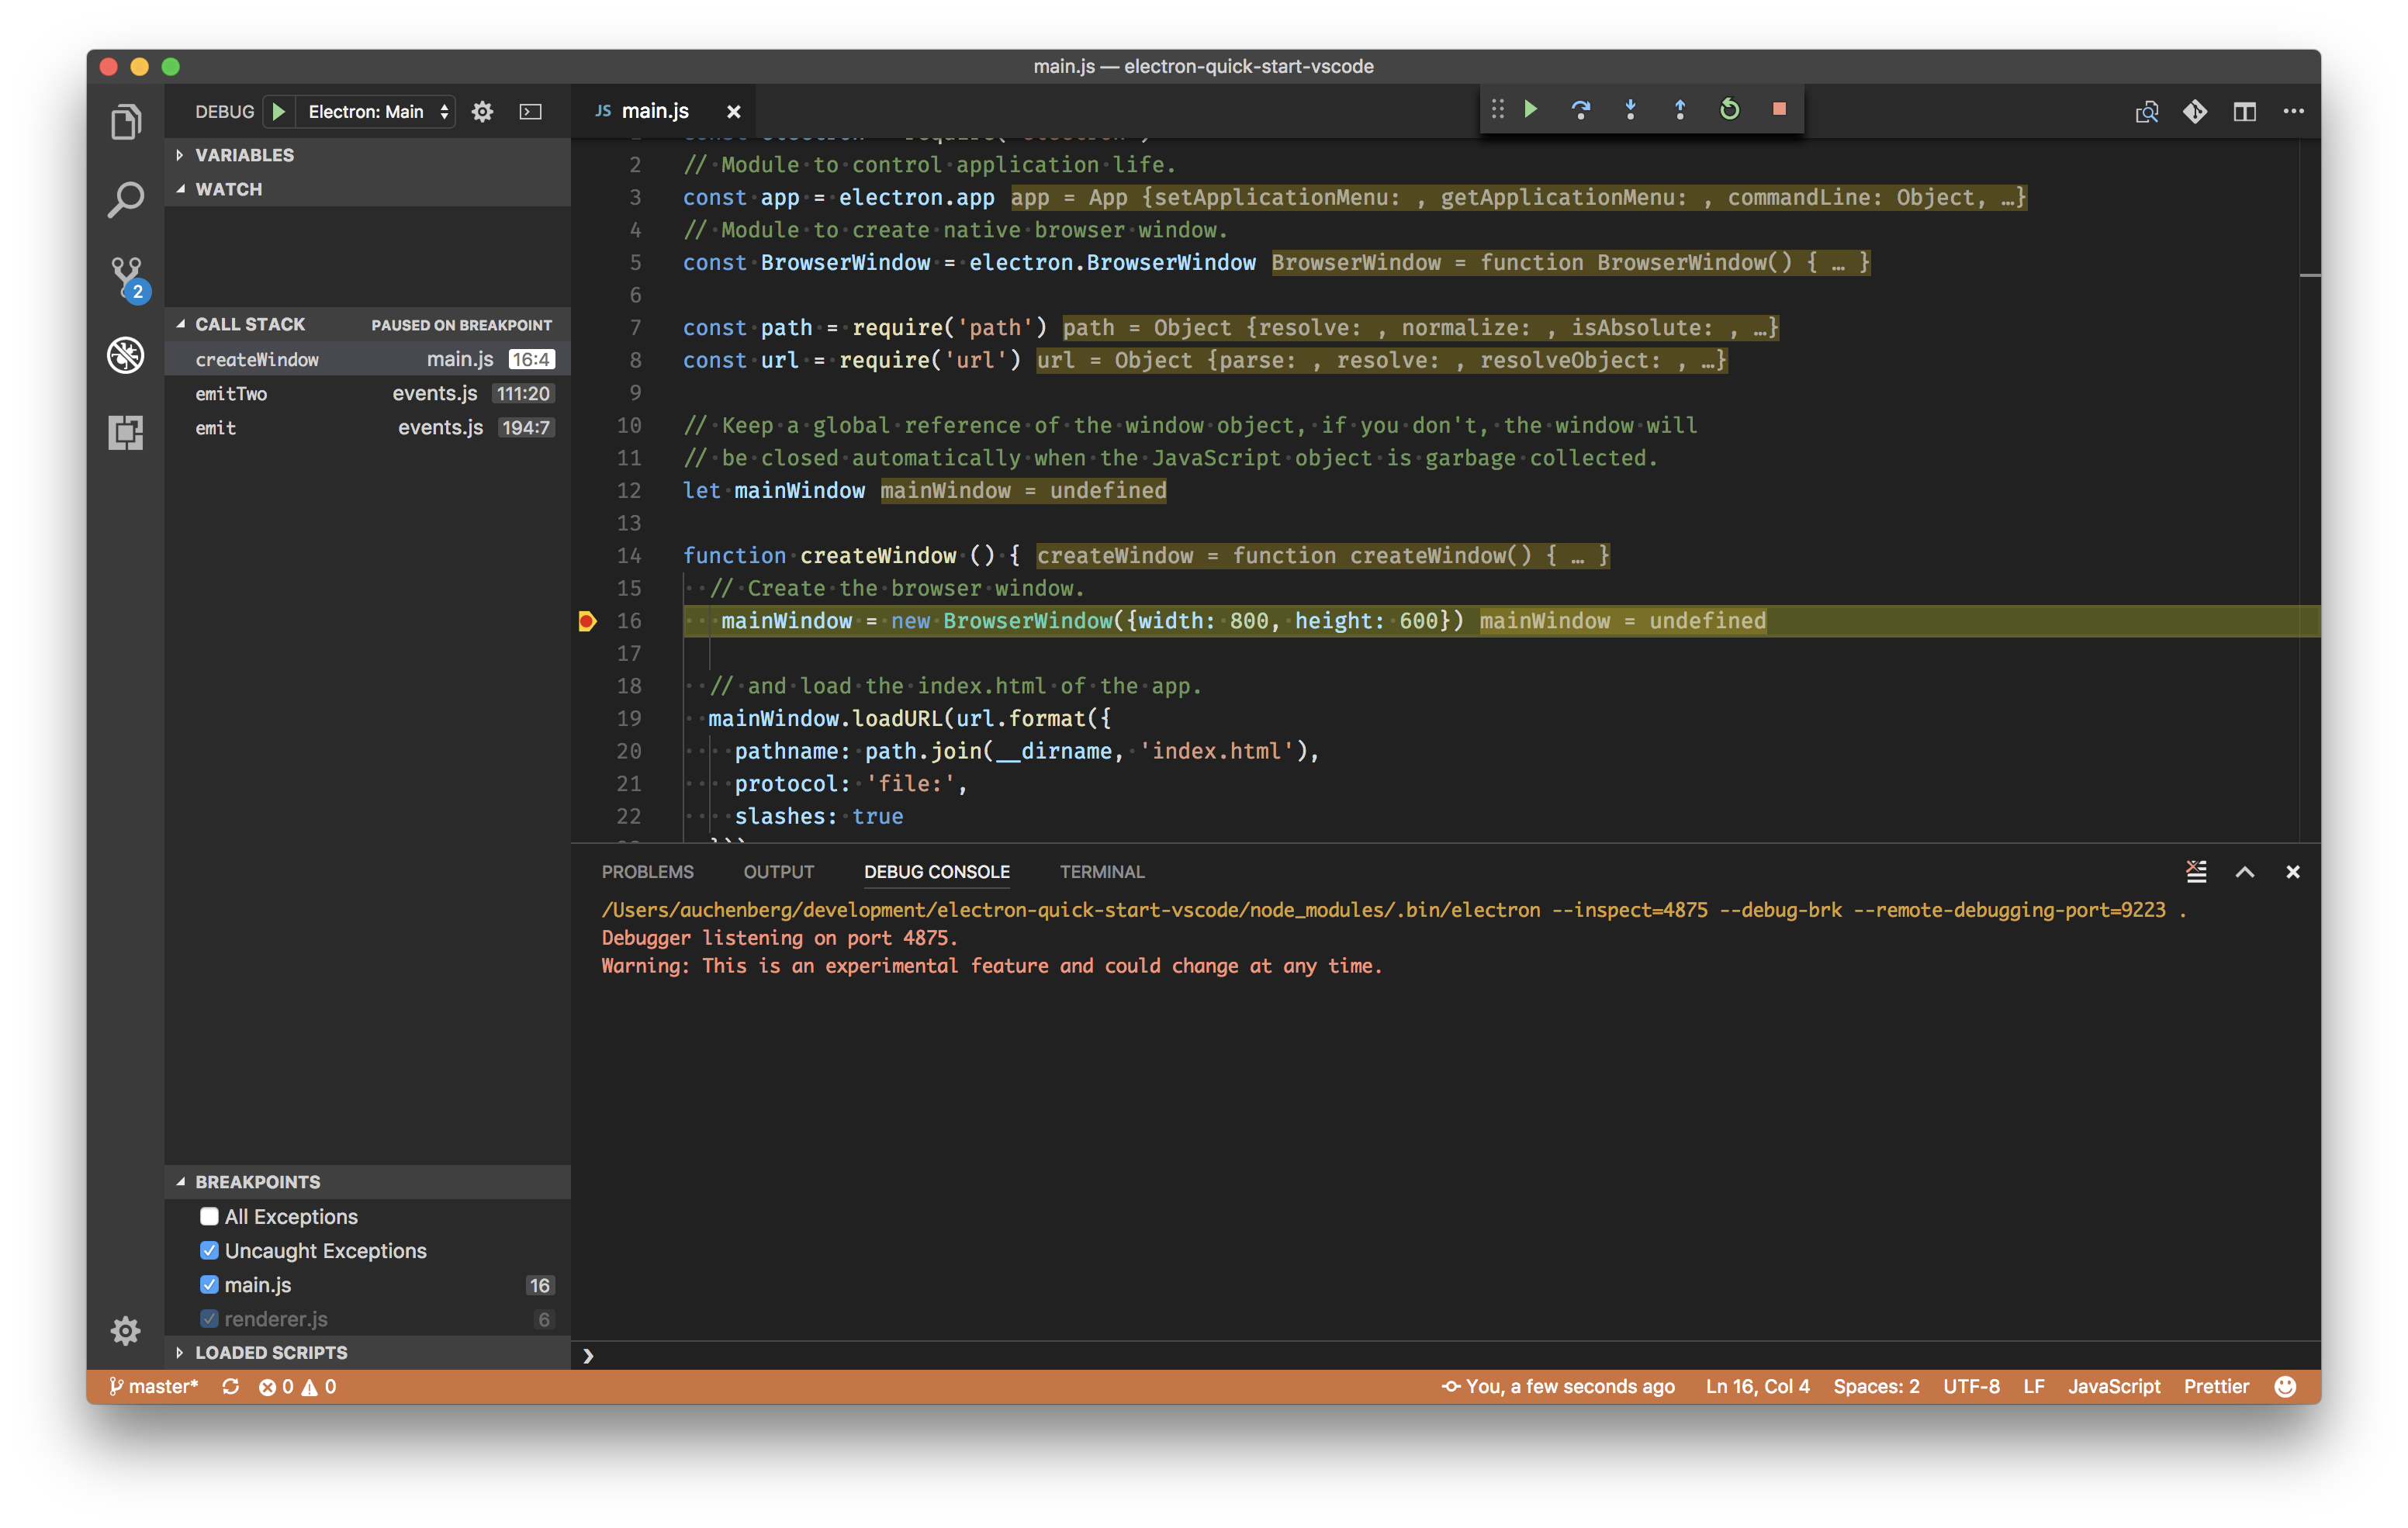 main.js — electron-quick-start-vscode
DEBUG Electron: Main
VARIABLES
WATCH
2
CALL STACK PAUSED ON BREAKPOINT
createWindow main.js 16:4
emitTwo events.js 111:20
emit events.js 194:7
BREAKPOINTS
All Exceptions
Uncaught Exceptions
main.js 16
renderer.js 6
LOADED SCRIPTS
JS main.js
2 // Module to control application life.
3 const app = electron.app app = App {setApplicationMenu: , getApplicationMenu: , commandLine: Object, …}
4 // Module to create native browser window.
5 const BrowserWindow = electron.BrowserWindow BrowserWindow = function BrowserWindow() { … }
6
7 const path = require('path') path = Object {resolve: , normalize: , isAbsolute: , …}
8 const url = require('url') url = Object {parse: , resolve: , resolveObject: , …}
9
10 // Keep a global reference of the window object, if you don't, the window will
11 // be closed automatically when the JavaScript object is garbage collected.
12 let mainWindow mainWindow = undefined
13
14 function createWindow () { createWindow = function createWindow() { … }
15 // Create the browser window.
16 mainWindow = new BrowserWindow({width: 800, height: 600}) mainWindow = undefined
17
18 // and load the index.html of the app.
19 mainWindow.loadURL(url.format({
20 pathname: path.join(__dirname, 'index.html'),
21 protocol: 'file:',
22 slashes: true
PROBLEMS OUTPUT DEBUG CONSOLE TERMINAL
/Users/auchenberg/development/electron-quick-start-vscode/node_modules/.bin/electron --inspect=4875 --debug-brk --remote-debugging-port=9223 .
Debugger listening on port 4875.
Warning: This is an experimental feature and could change at any time.
master* 0 0 You, a few seconds ago Ln 16, Col 4 Spaces: 2 UTF-8 LF JavaScript Prettier